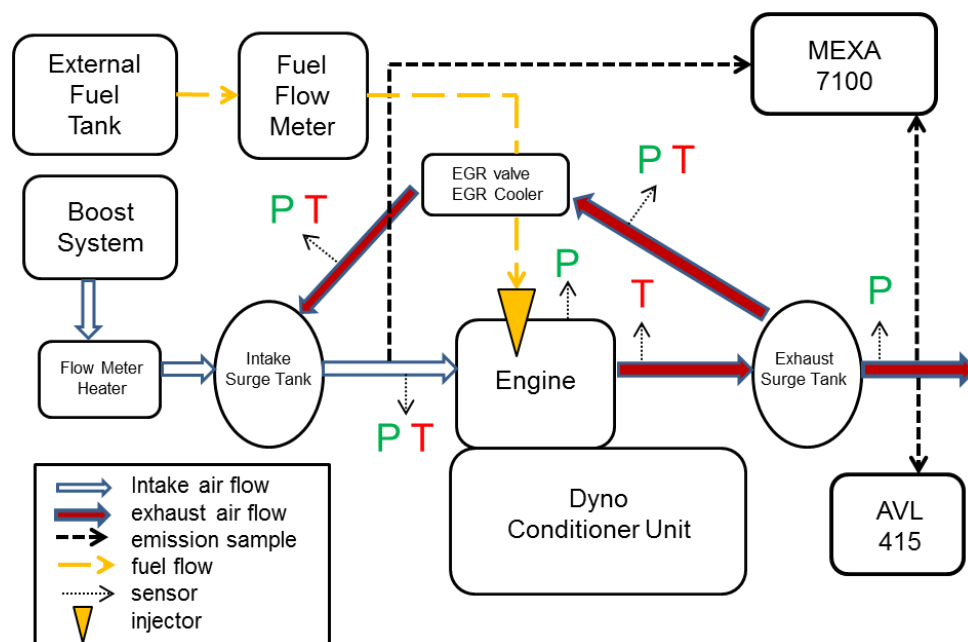 External
Fuel
Tank
Fuel
Flow
Meter
MEXA
7100
EGR valve
EGR Cooler
P T
P T
Boost
System
P
T
P
Flow Meter
Heater
Intake
Surge Tank
Engine
Exhaust
Surge Tank
P T
Dyno
Conditioner Unit
AVL
415
Intake air flow
exhaust air flow
emission sample
fuel flow
sensor
injector